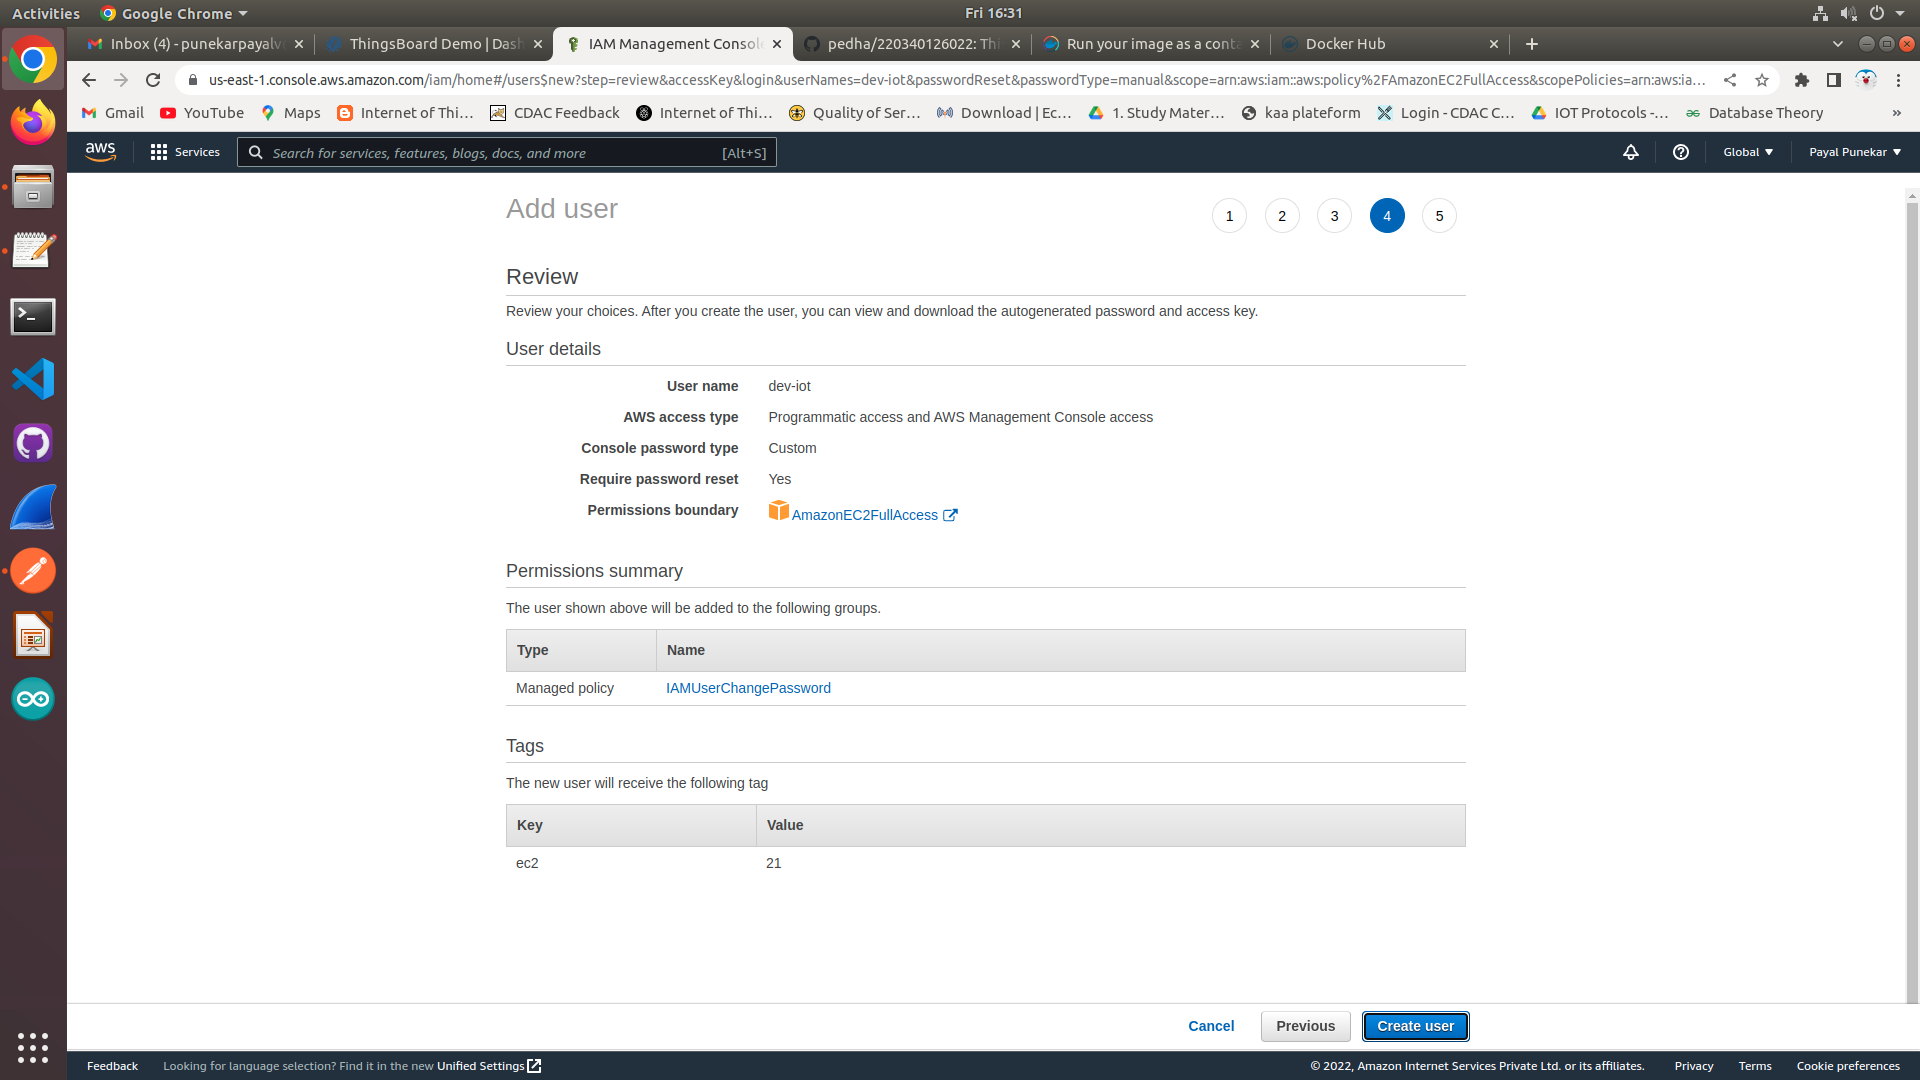 Activities
Google Chrome
Fri 16:31
Inbox (4) - punekarpayalv
ThingsBoard Demo | Dash
IAM Management Console
pedha/220340126022: Thi
Run your image as a conta
Docker Hub
us-east-1.console.aws.amazon.com/iam/home#/users$new?step=review&accessKey&login&userNames=dev-iot&passwordReset&passwordType=manual&scope=arn:aws:iam::aws:policy%2FAmazonEC2FullAccess&scopePolicies=arn:aws:ia...
Gmail
YouTube
Maps
Internet of Thi...
CDAC Feedback
Internet of Thi...
Quality of Ser...
Download | Ec...
1. Study Mater...
kaa plateform
Login - CDAC C...
IOT Protocols -...
Database Theory
»
aws
Services
Search for services, features, blogs, docs, and more
[Alt+S]
Global
Payal Punekar
Add user
1
2
3
4
5
Review
Review your choices. After you create the user, you can view and download the autogenerated password and access key.
User details
User name
dev-iot
AWS access type
Programmatic access and AWS Management Console access
Console password type
Custom
Require password reset
Yes
Permissions boundary
AmazonEC2FullAccess
Permissions summary
The user shown above will be added to the following groups.
Type
Name
Managed policy
IAMUserChangePassword
Tags
The new user will receive the following tag
Key
Value
ec2
21
Cancel
Previous
Create user
Feedback
Looking for language selection? Find it in the new Unified Settings
© 2022, Amazon Internet Services Private Ltd. or its affiliates.
Privacy
Terms
Cookie preferences